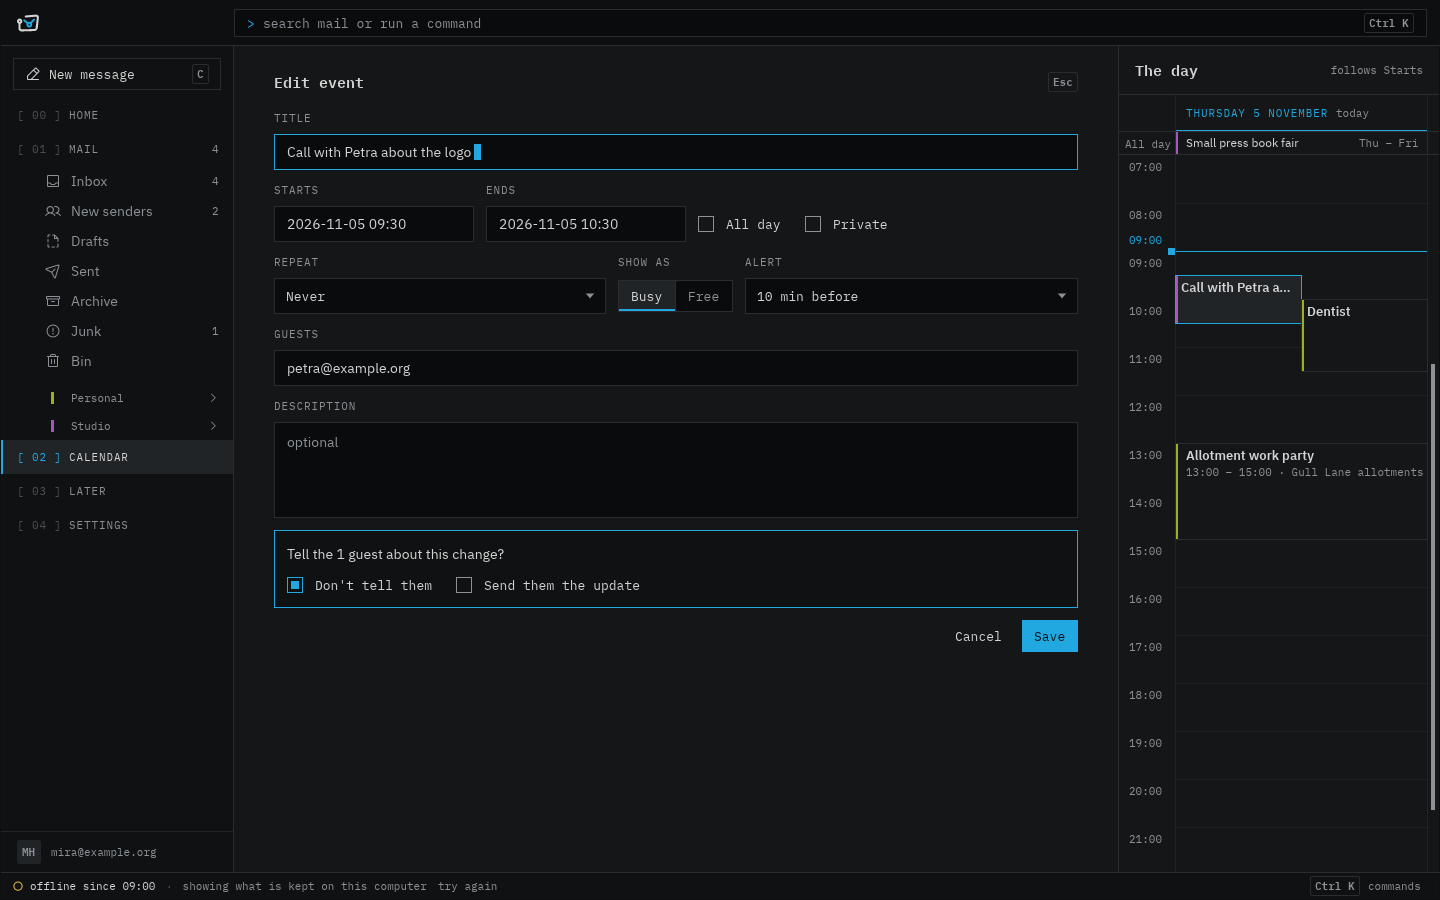 > search mail or run a command Ctrl K
New message C
[ 00 ] HOME
[ 01 ] MAIL 4
Inbox 4
New senders 2
Drafts
Sent
Archive
Junk 1
Bin
Personal
Studio
[ 02 ] CALENDAR
[ 03 ] LATER
[ 04 ] SETTINGS
MH mira@example.org
Edit event Esc
TITLE
Call with Petra about the logo
STARTS ENDS
2026-11-05 09:30 2026-11-05 10:30 All day Private
REPEAT SHOW AS ALERT
Never Busy Free 10 min before
GUESTS
petra@example.org
DESCRIPTION
optional
Tell the 1 guest about this change?
Don't tell them Send them the update
Cancel Save
The day follows Starts
THURSDAY 5 NOVEMBER today
All day Small press book fair Thu – Fri
07:00
08:00
09:00
09:00
Call with Petra a…
10:00 Dentist
11:00
12:00
13:00 Allotment work party
13:00 – 15:00 · Gull Lane allotments
14:00
15:00
16:00
17:00
18:00
19:00
20:00
21:00
offline since 09:00 · showing what is kept on this computer try again Ctrl K commands